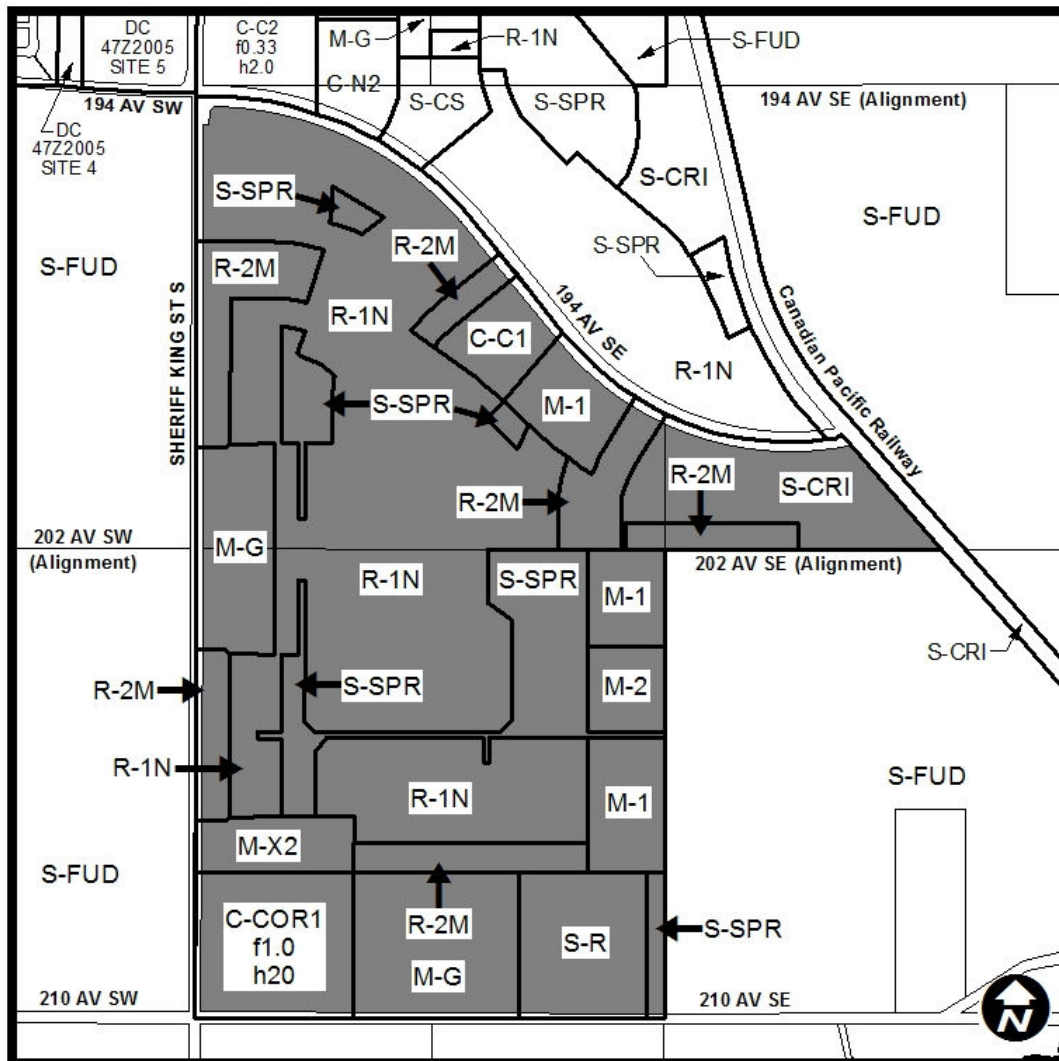 DC
47Z2005
SITE 5
C-C2
f0.33
h2.0
M-G
R-1N
S-FUD
C-N2
194 AV SW
S-CS
S-SPR
194 AV SE (Alignment)
DC
47Z2005
SITE 4
S-CRI
S-SPR
S-FUD
R-2M
S-SPR
S-FUD
R-2M
194 AV SE
Canadian Pacific Railway
R-1N
C-C1
SHERIFF KING ST S
R-1N
S-SPR
M-1
R-2M
S-CRI
R-2M
202 AV SW
(Alignment)
M-G
R-1N
S-SPR
202 AV SE (Alignment)
M-1
S-CRI
R-2M
S-SPR
M-2
R-1N
S-FUD
R-1N
M-1
M-X2
S-FUD
C-COR1
f1.0
h20
R-2M
S-SPR
S-R
M-G
210 AV SW
210 AV SE
N